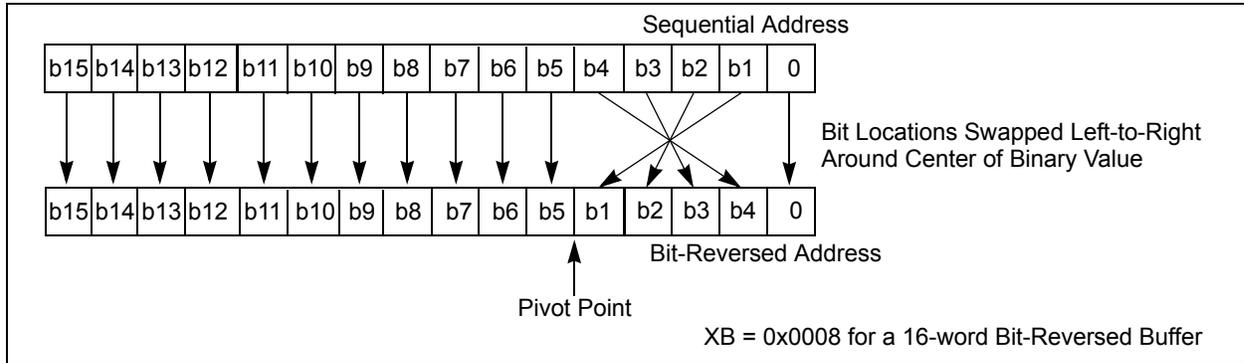 Sequential Address
b15 b14 b13 b12 b11 b10 b9 b8 b7 b6 b5 b4 b3 b2 b1 0
Bit Locations Swapped Left-to-Right
Around Center of Binary Value
b15 b14 b13 b12 b11 b10 b9 b8 b7 b6 b5 b1 b2 b3 b4 0
Bit-Reversed Address
Pivot Point
XB = 0x0008 for a 16-word Bit-Reversed Buffer